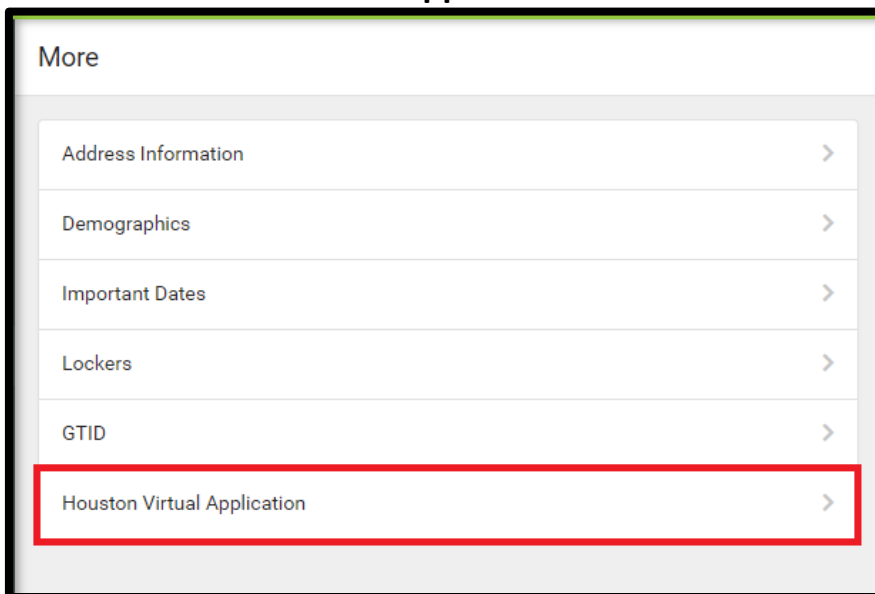 More
Address Information
Demographics
Important Dates
Lockers
GTID
Houston Virtual Application